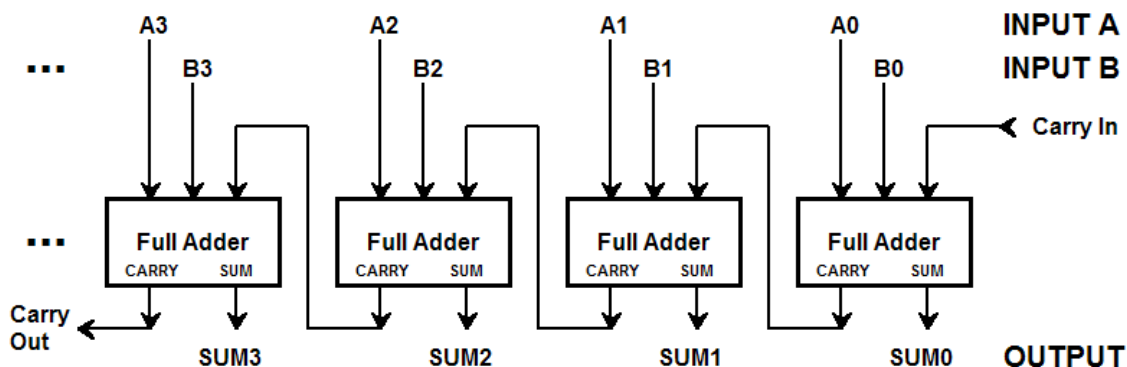 A3 A2 A1 A0 INPUT A
... B3 B2 B1 B0 INPUT B
Carry In
... Full Adder Full Adder Full Adder Full Adder
CARRY SUM CARRY SUM CARRY SUM CARRY SUM
Carry
Out
SUM3 SUM2 SUM1 SUM0 OUTPUT